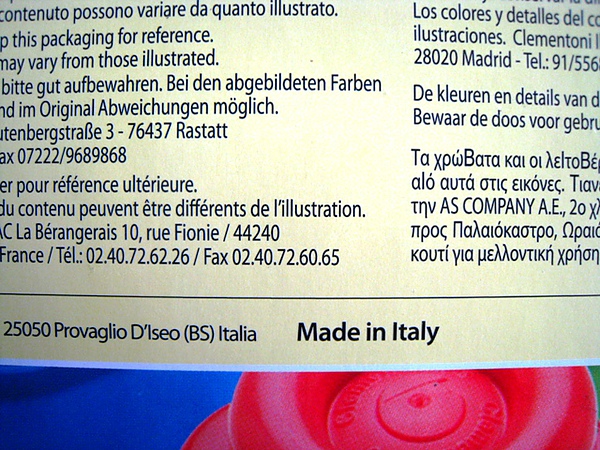 contenuto possono variare da quanto illustrato.
p this packaging for reference.
may vary from those illustrated.
bitte gut aufbewahren. Bei den abgebildeten Farben
nd im Original Abweichungen möglich.
utenbergstraße 3 - 76437 Rastatt
ax 07222/9689868
er pour référence ultérieure.
du contenu peuvent être différents de l'illustration.
AC La Bérangerais 10, rue Fionie / 44240
France / Tél.: 02.40.72.62.26 / Fax 02.40.72.60.65
Los colores y detalles del co
ilustraciones. Clementoni I
28020 Madrid - Tel.: 91/556
De kleuren en details van d
Bewaar de doos voor gebru
Τα χρώΒατα και οι λεΙτοΒέρ
αλό αυτά στις εικόνες. Τιανε
την AS COMPANY A.E., 2ο χλ
προς Παλαιόκαστρο, Ωραιό
κουτί για μελλοντική χρήση
25050 Provaglio D'Iseo (BS) Italia
Made in Italy